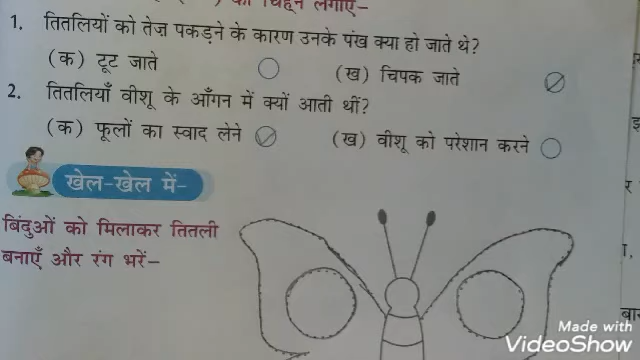 का चिह्न लगाएँ–
1. तितलियों को तेज़ पकड़ने के कारण उनके पंख क्या हो जाते थे?
(क) टूट जाते (ख) चिपक जाते
2. तितलियाँ वीशू के आँगन में क्यों आती थीं?
(क) फूलों का स्वाद लेने (ख) वीशू को परेशान करने
खेल-खेल में–
बिंदुओं को मिलाकर तितली
बनाएँ और रंग भरें–
Made with
VideoShow